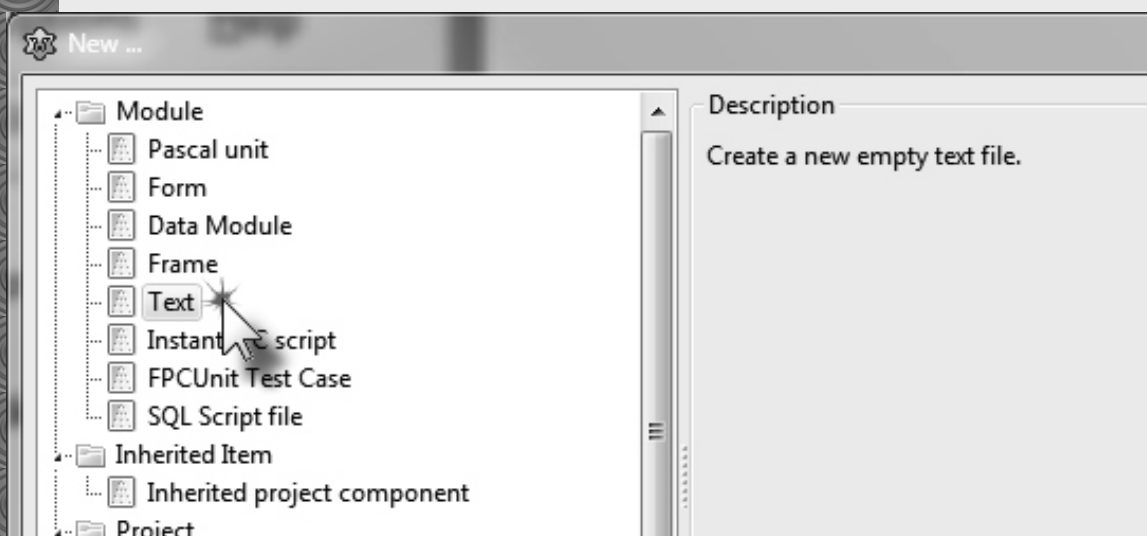 New ...
Module
Pascal unit
Form
Data Module
Frame
Text
Instant script
FPCUnit Test Case
SQL Script file
Inherited Item
Inherited project component
Project
Description
Create a new empty text file.